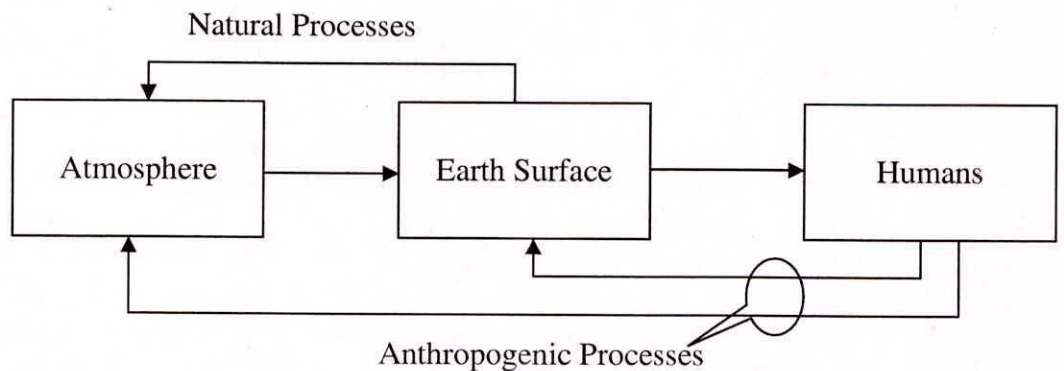 Natural Processes
Atmosphere
Earth Surface
Humans
Anthropogenic Processes